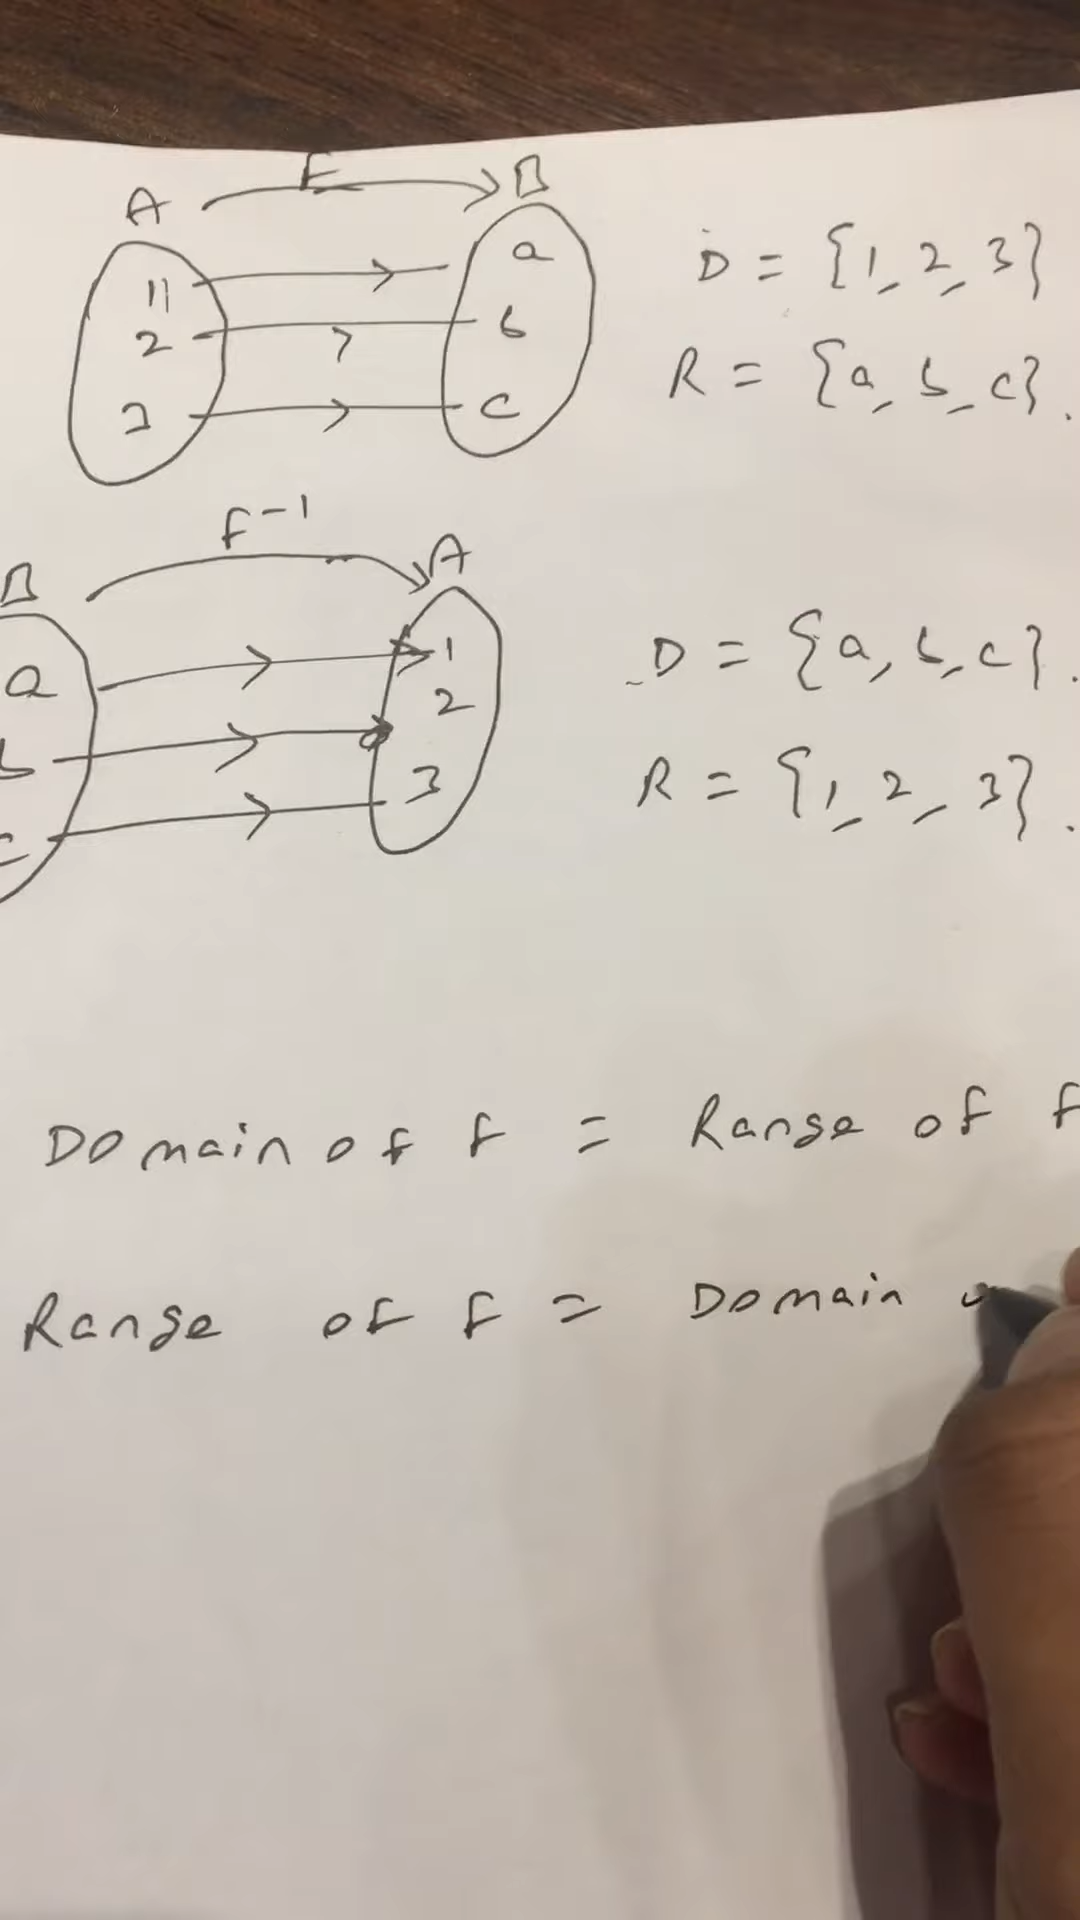 A F B
1 a D = {1, 2, 3}
2 b
3 c R = {a, b, c}.
F-1
B A
a 1 D = {a, b, c}.
2
b
3 R = {1, 2, 3}.
c
Domain of F = Range of F
Range of F = Domain o